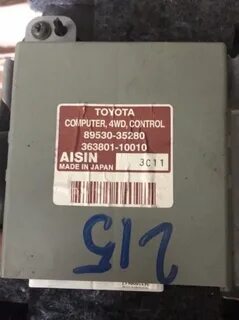 TOYOTA
COMPUTER, 4WD, CONTROL
89530-35280
363801-10010
AISIN
3C11
MADE IN JAPAN
215